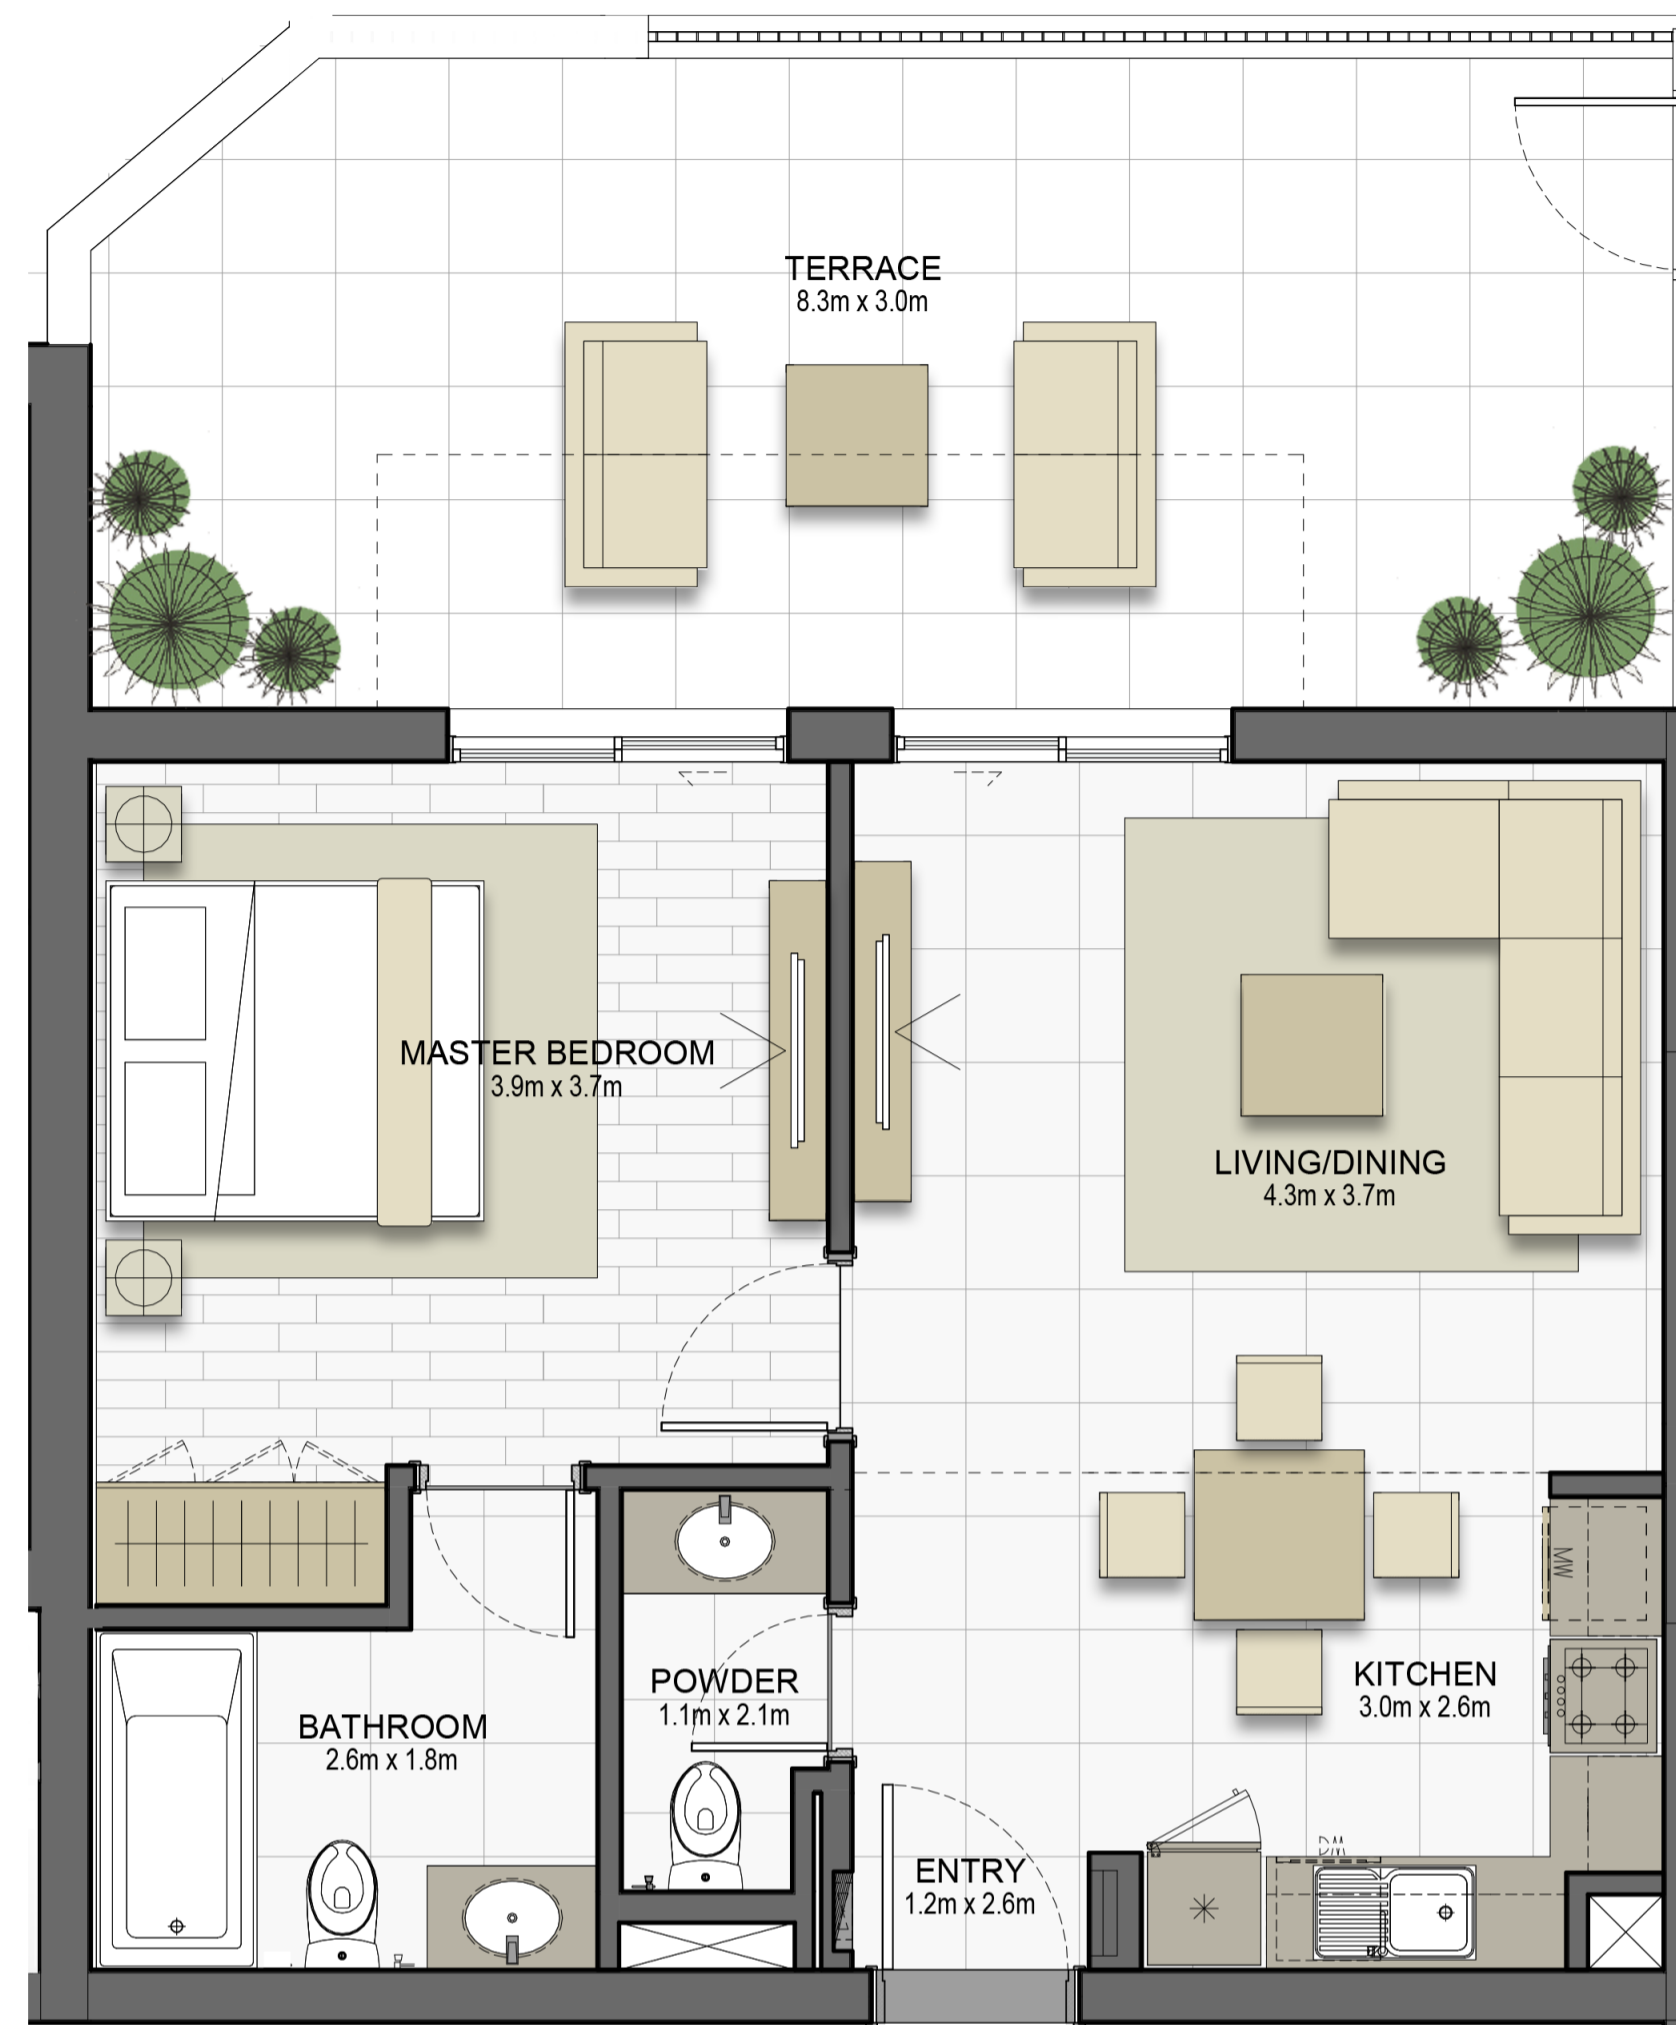 TERRACE
8.3m x 3.0m
MASTER BEDROOM
3.9m x 3.7m
LIVING/DINING
4.3m x 3.7m
MW
KITCHEN
3.0m x 2.6m
POWDER
1.1m x 2.1m
BATHROOM
2.6m x 1.8m
DM
ENTRY
1.2m x 2.6m